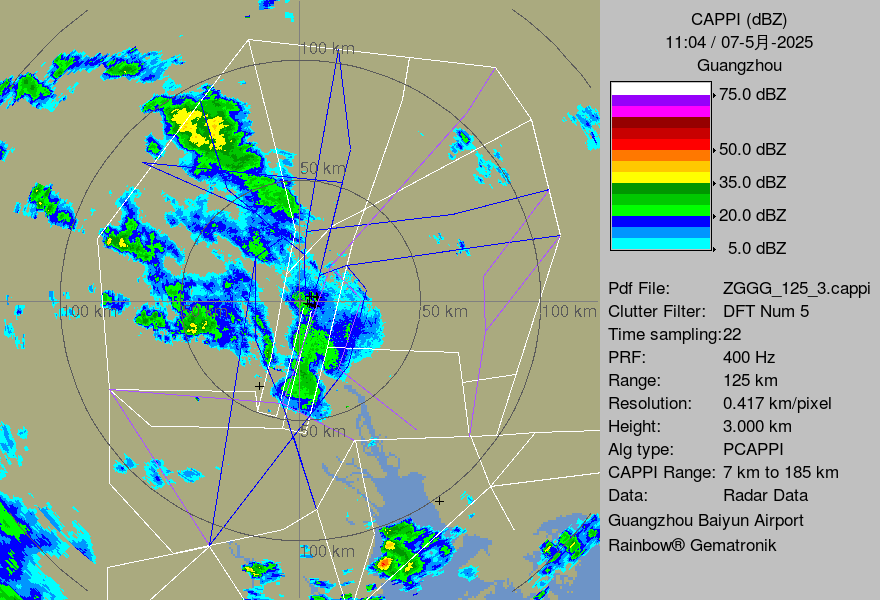 100 km
50 km
100 km
50 km
100 km
50 km
100 km
CAPPI (dBZ)
11:04 / 07-5月-2025
Guangzhou
75.0 dBZ
50.0 dBZ
35.0 dBZ
20.0 dBZ
5.0 dBZ
Pdf File: ZGGG_125_3.cappi
Clutter Filter: DFT Num 5
Time sampling:22
PRF: 400 Hz
Range: 125 km
Resolution: 0.417 km/pixel
Height: 3.000 km
Alg type: PCAPPI
CAPPI Range: 7 km to 185 km
Data: Radar Data
Guangzhou Baiyun Airport
Rainbow® Gematronik